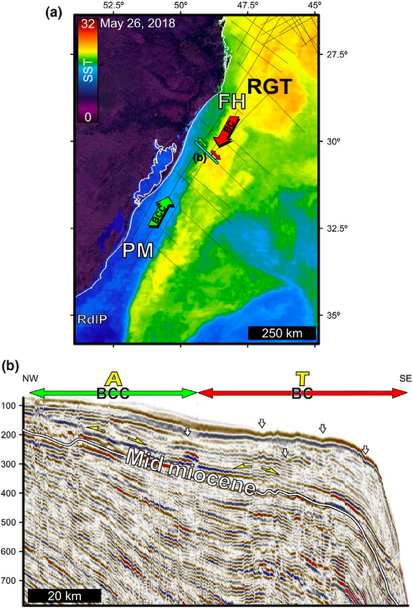 (a)
52.5° 50° 47.5° 45°
32 May 26, 2018
SST
0
27.5°
RGT
FH
BC
30°
(b)
BCC
32.5°
PM
RdlP
35°
250 km
(b)
NW A T SE
BCC BC
100
200
300
400
500
600
700
Mid miocene
20 km